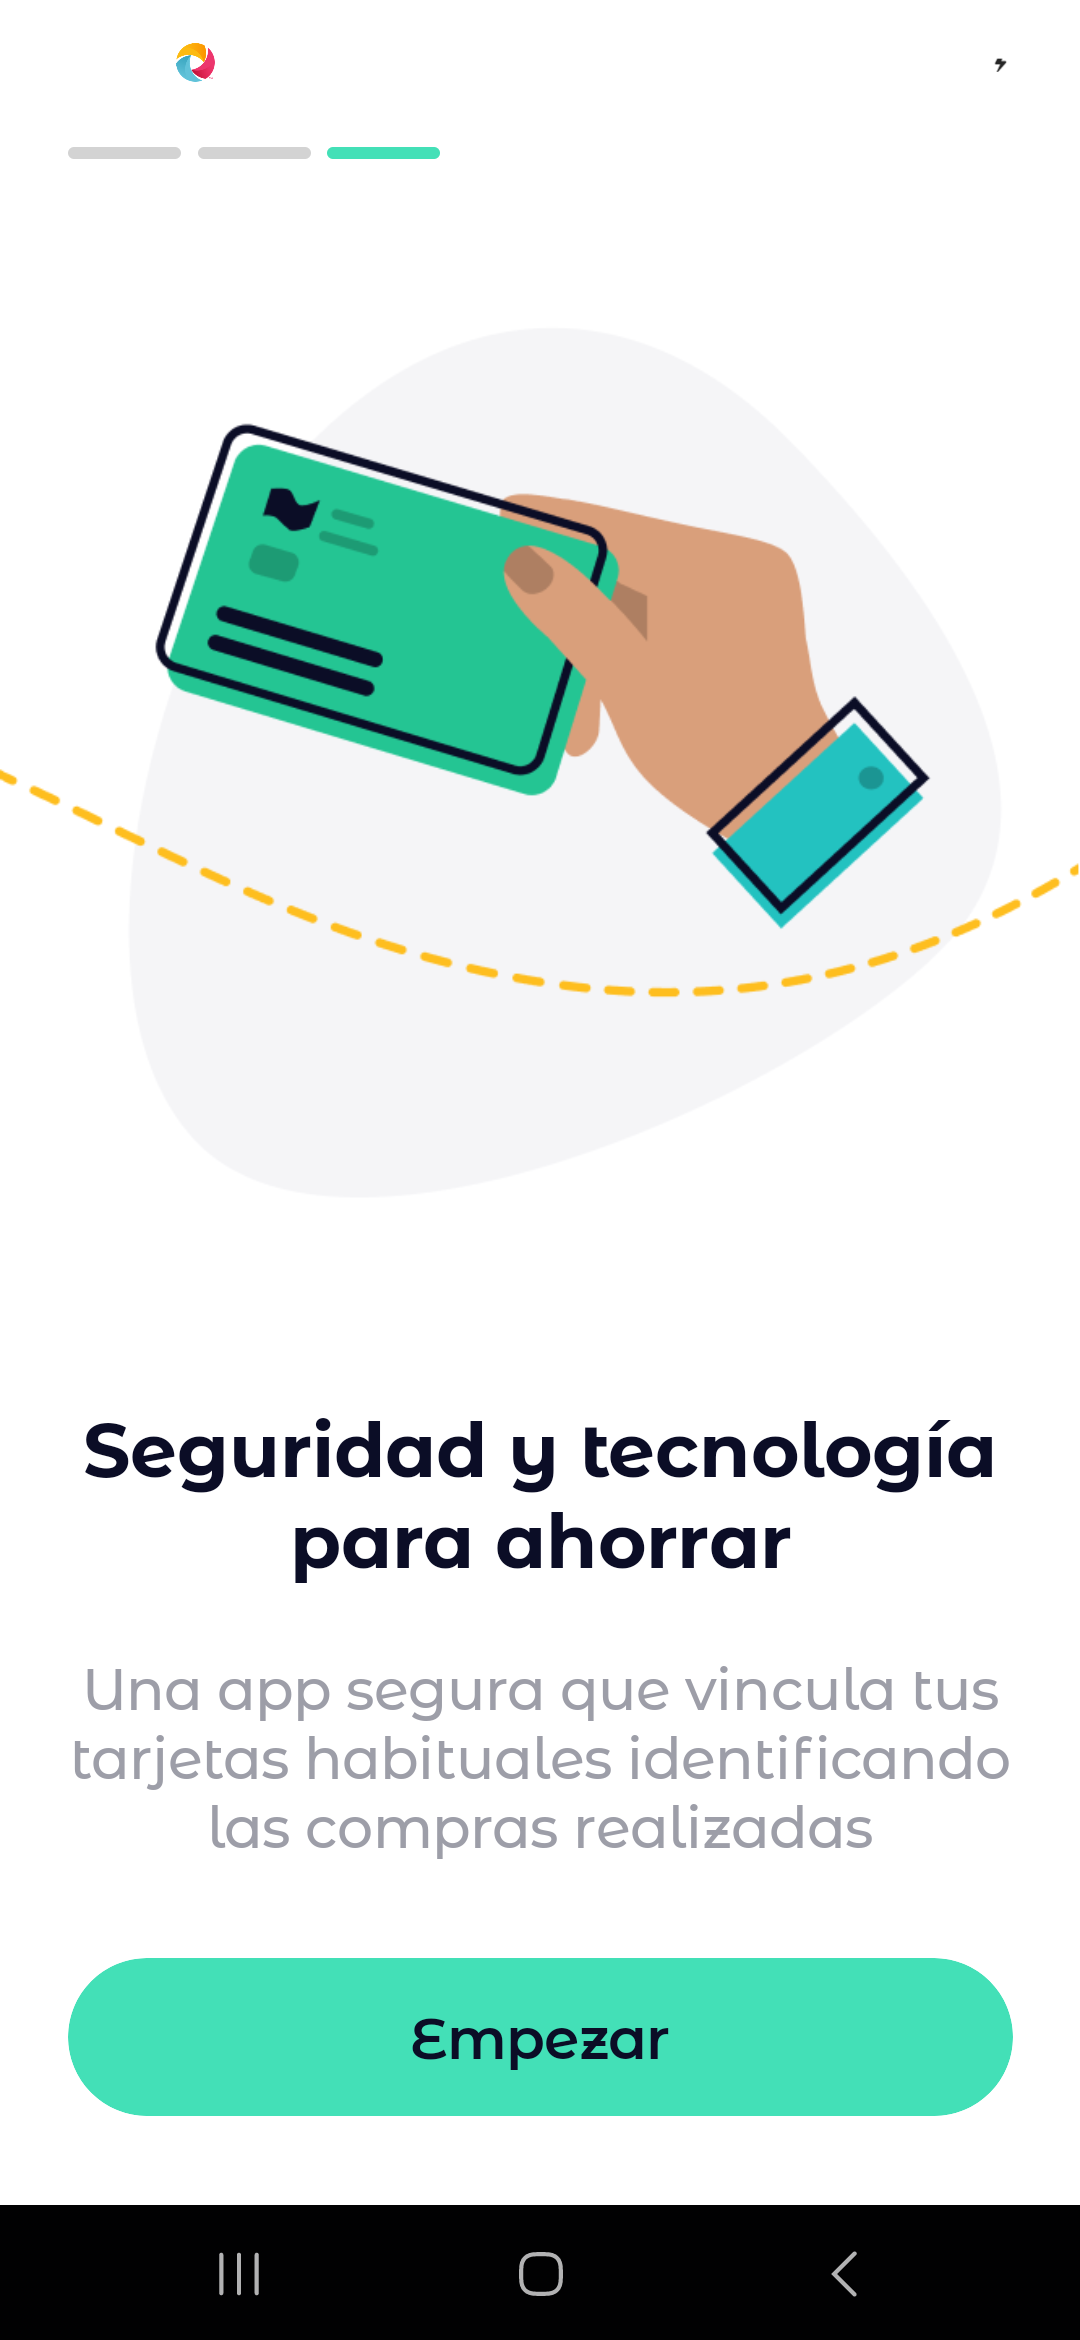 Seguridad y tecnología
para ahorrar
Una app segura que vincula tus
tarjetas habituales identificando
las compras realizadas
Empezar